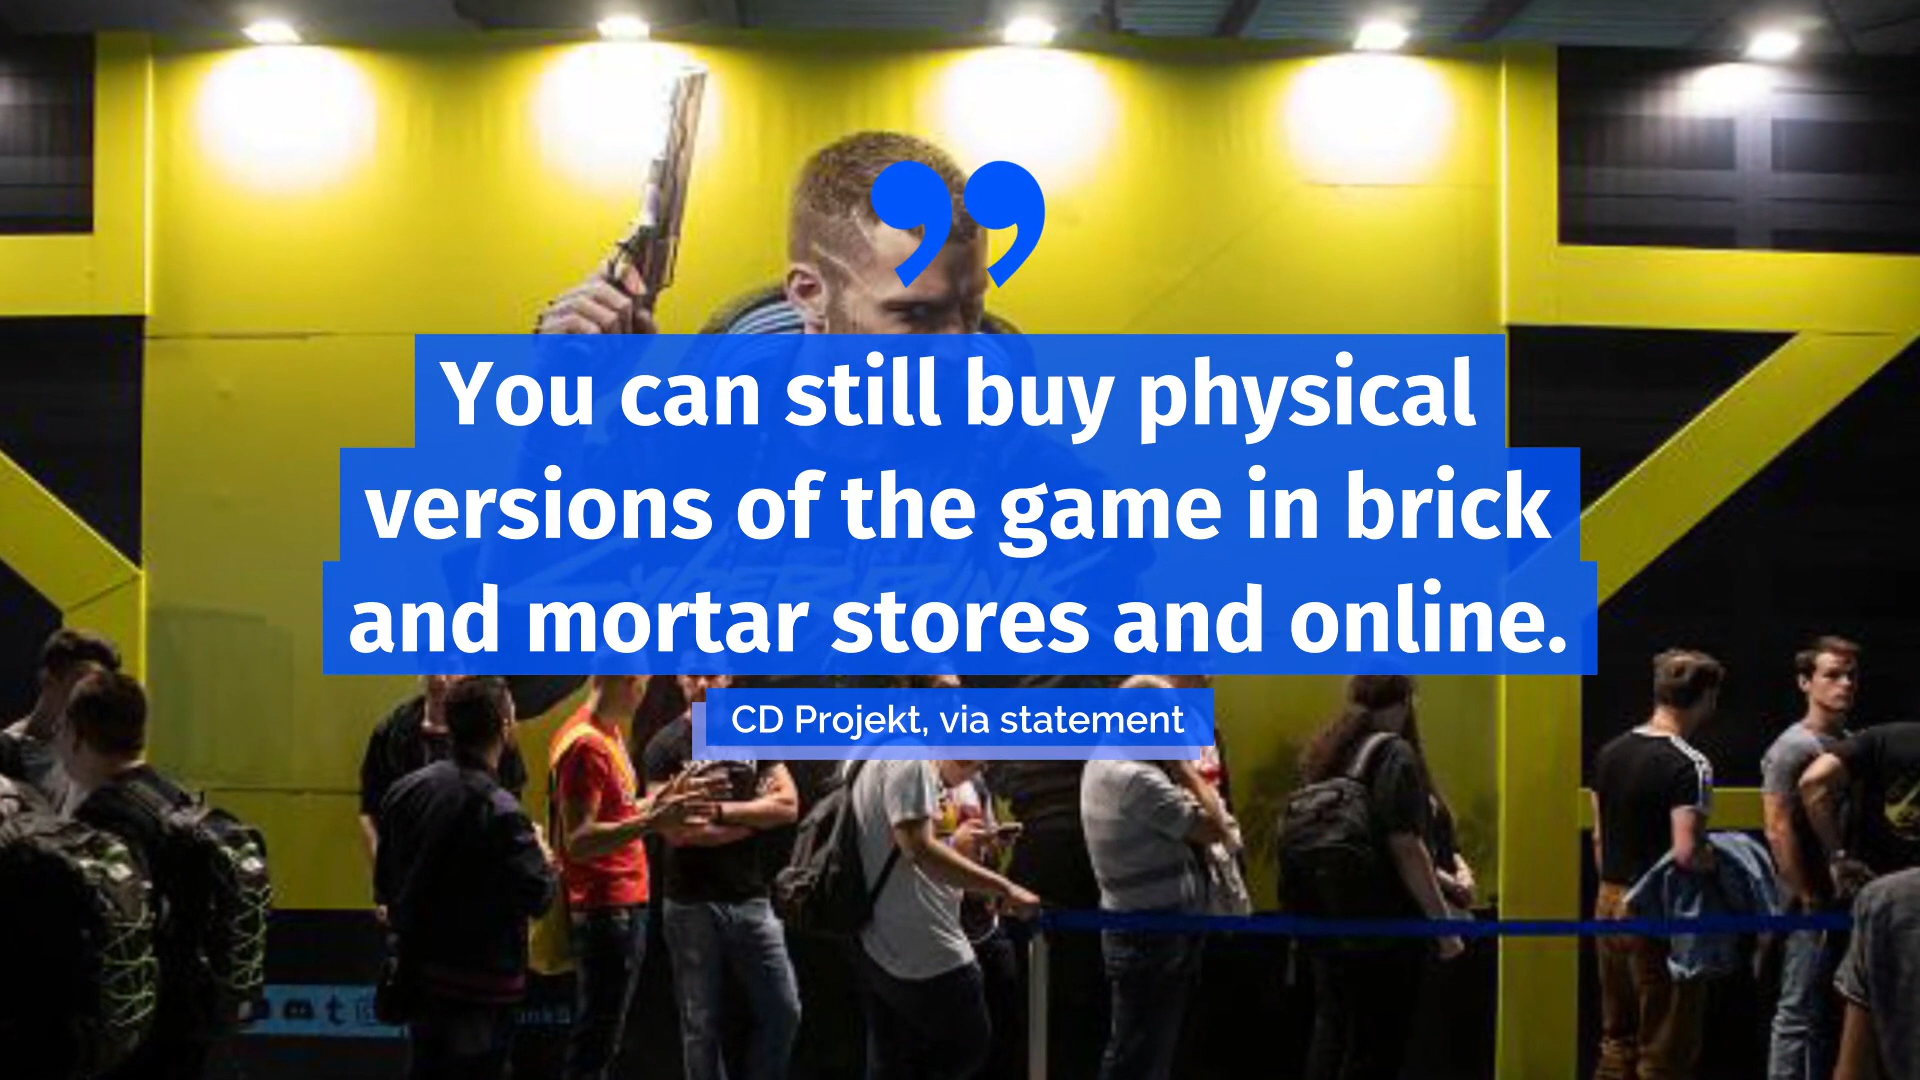 ”
You can still buy physical
versions of the game in brick
and mortar stores and online.
CD Projekt, via statement
CYBERPUNK